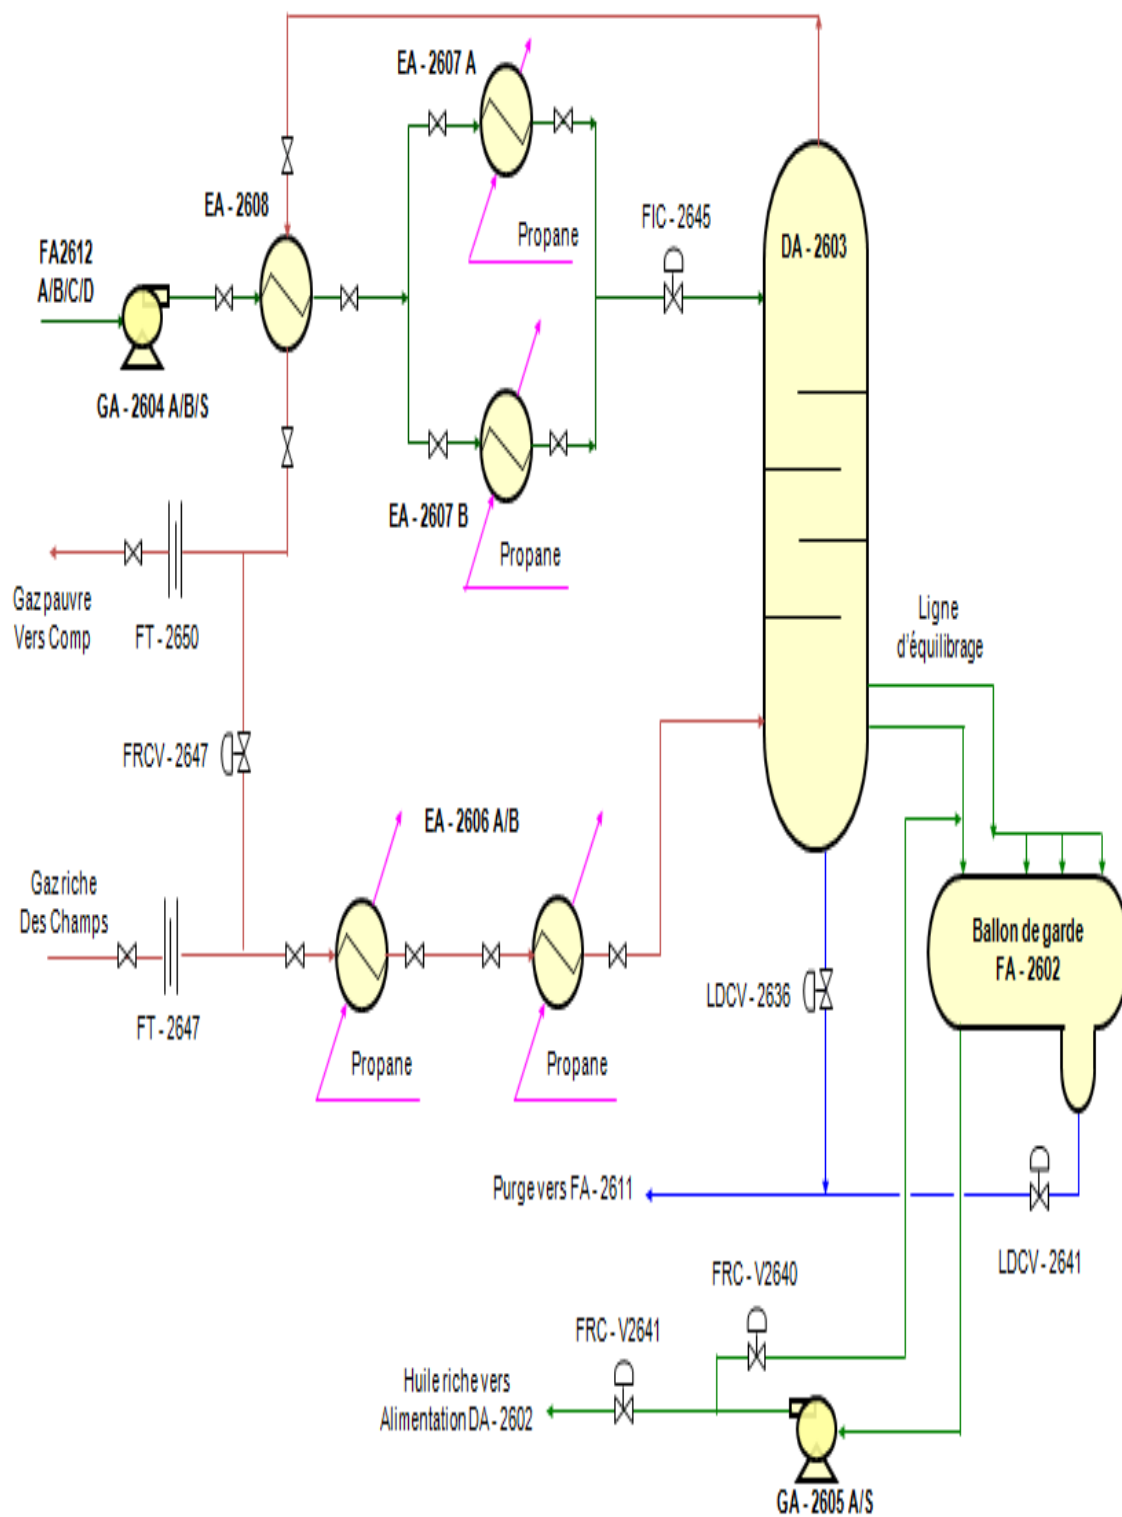 EA - 2607 A
EA - 2608
FIC - 2645
Propane
DA - 2603
FA2612
A/B/C/D
GA - 2604 A/B/S
EA - 2607 B
Propane
Gaz pauvre
Vers Comp
FT - 2650
Ligne
d'équilibrage
FRCV - 2647
EA - 2606 A/B
Gaz riche
Des Champs
Ballon de garde
FA - 2602
LDCV - 2636
FT - 2647
Propane
Propane
Purge vers FA - 2611
LDCV - 2641
FRC - V2640
FRC - V2641
Huile riche vers
Alimentation DA - 2602
GA - 2605 A/S